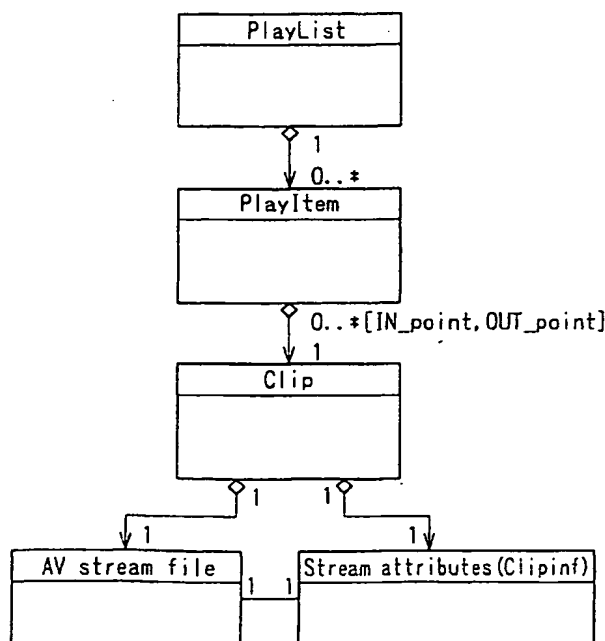 PlayList
1
0..*
PlayItem
0..*[IN_point,OUT_point]
1
Clip
1 1
1 1
AV stream file
1 1
Stream attributes(Clipinf)